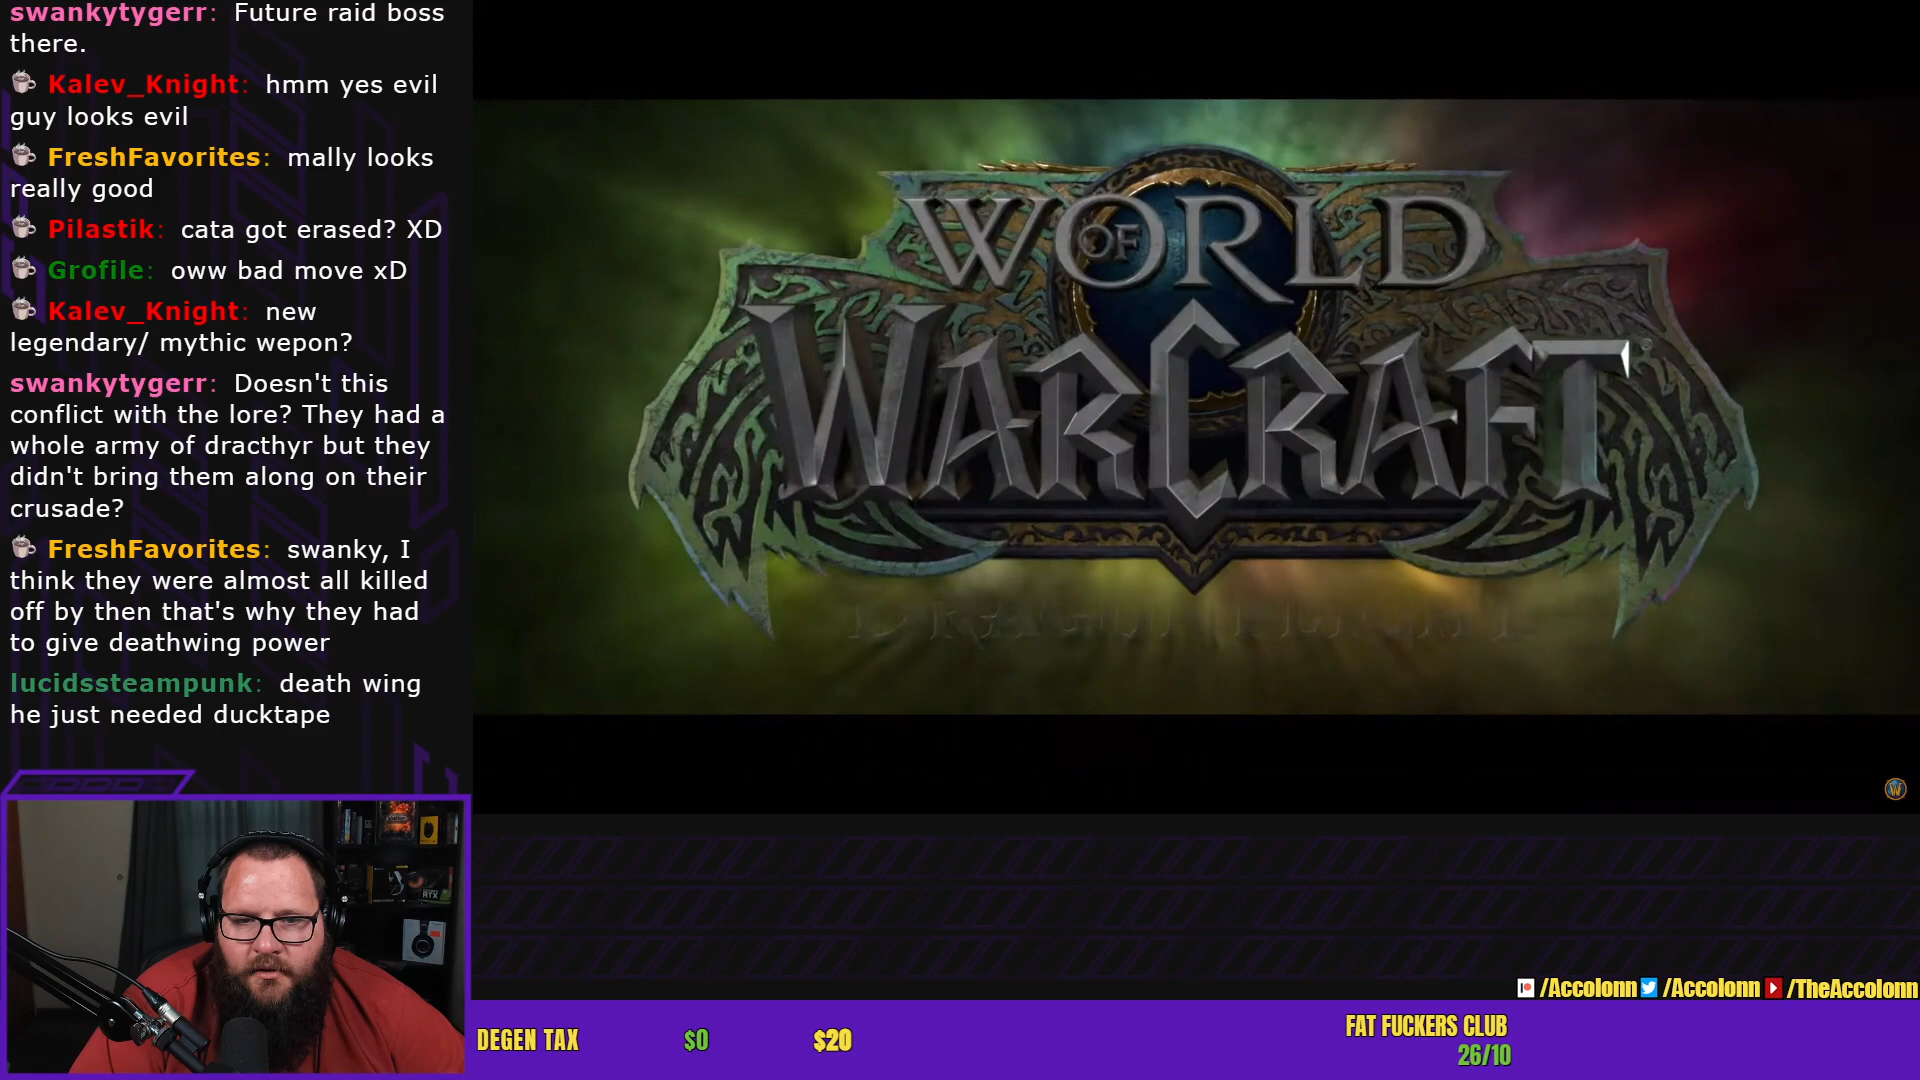 swankytygerr: Future raid boss
there.
Kalev_Knight: hmm yes evil
guy looks evil
FreshFavorites: mally looks
really good
Pilastik: cata got erased? XD
Grofile: oww bad move xD
Kalev_Knight: new
legendary/ mythic wepon?
swankytygerr: Doesn't this
conflict with the lore? They had a
whole army of dracthyr but they
didn't bring them along on their
crusade?
FreshFavorites: swanky, I
think they were almost all killed
off by then that's why they had
to give deathwing power
lucidssteampunk: death wing
he just needed ducktape
WORLD
OF
WARCRAFT
®
W
RTX
/Accolonn /Accolonn /TheAccolonn
DEGEN TAX $0 $20
FAT FUCKERS CLUB
26/10